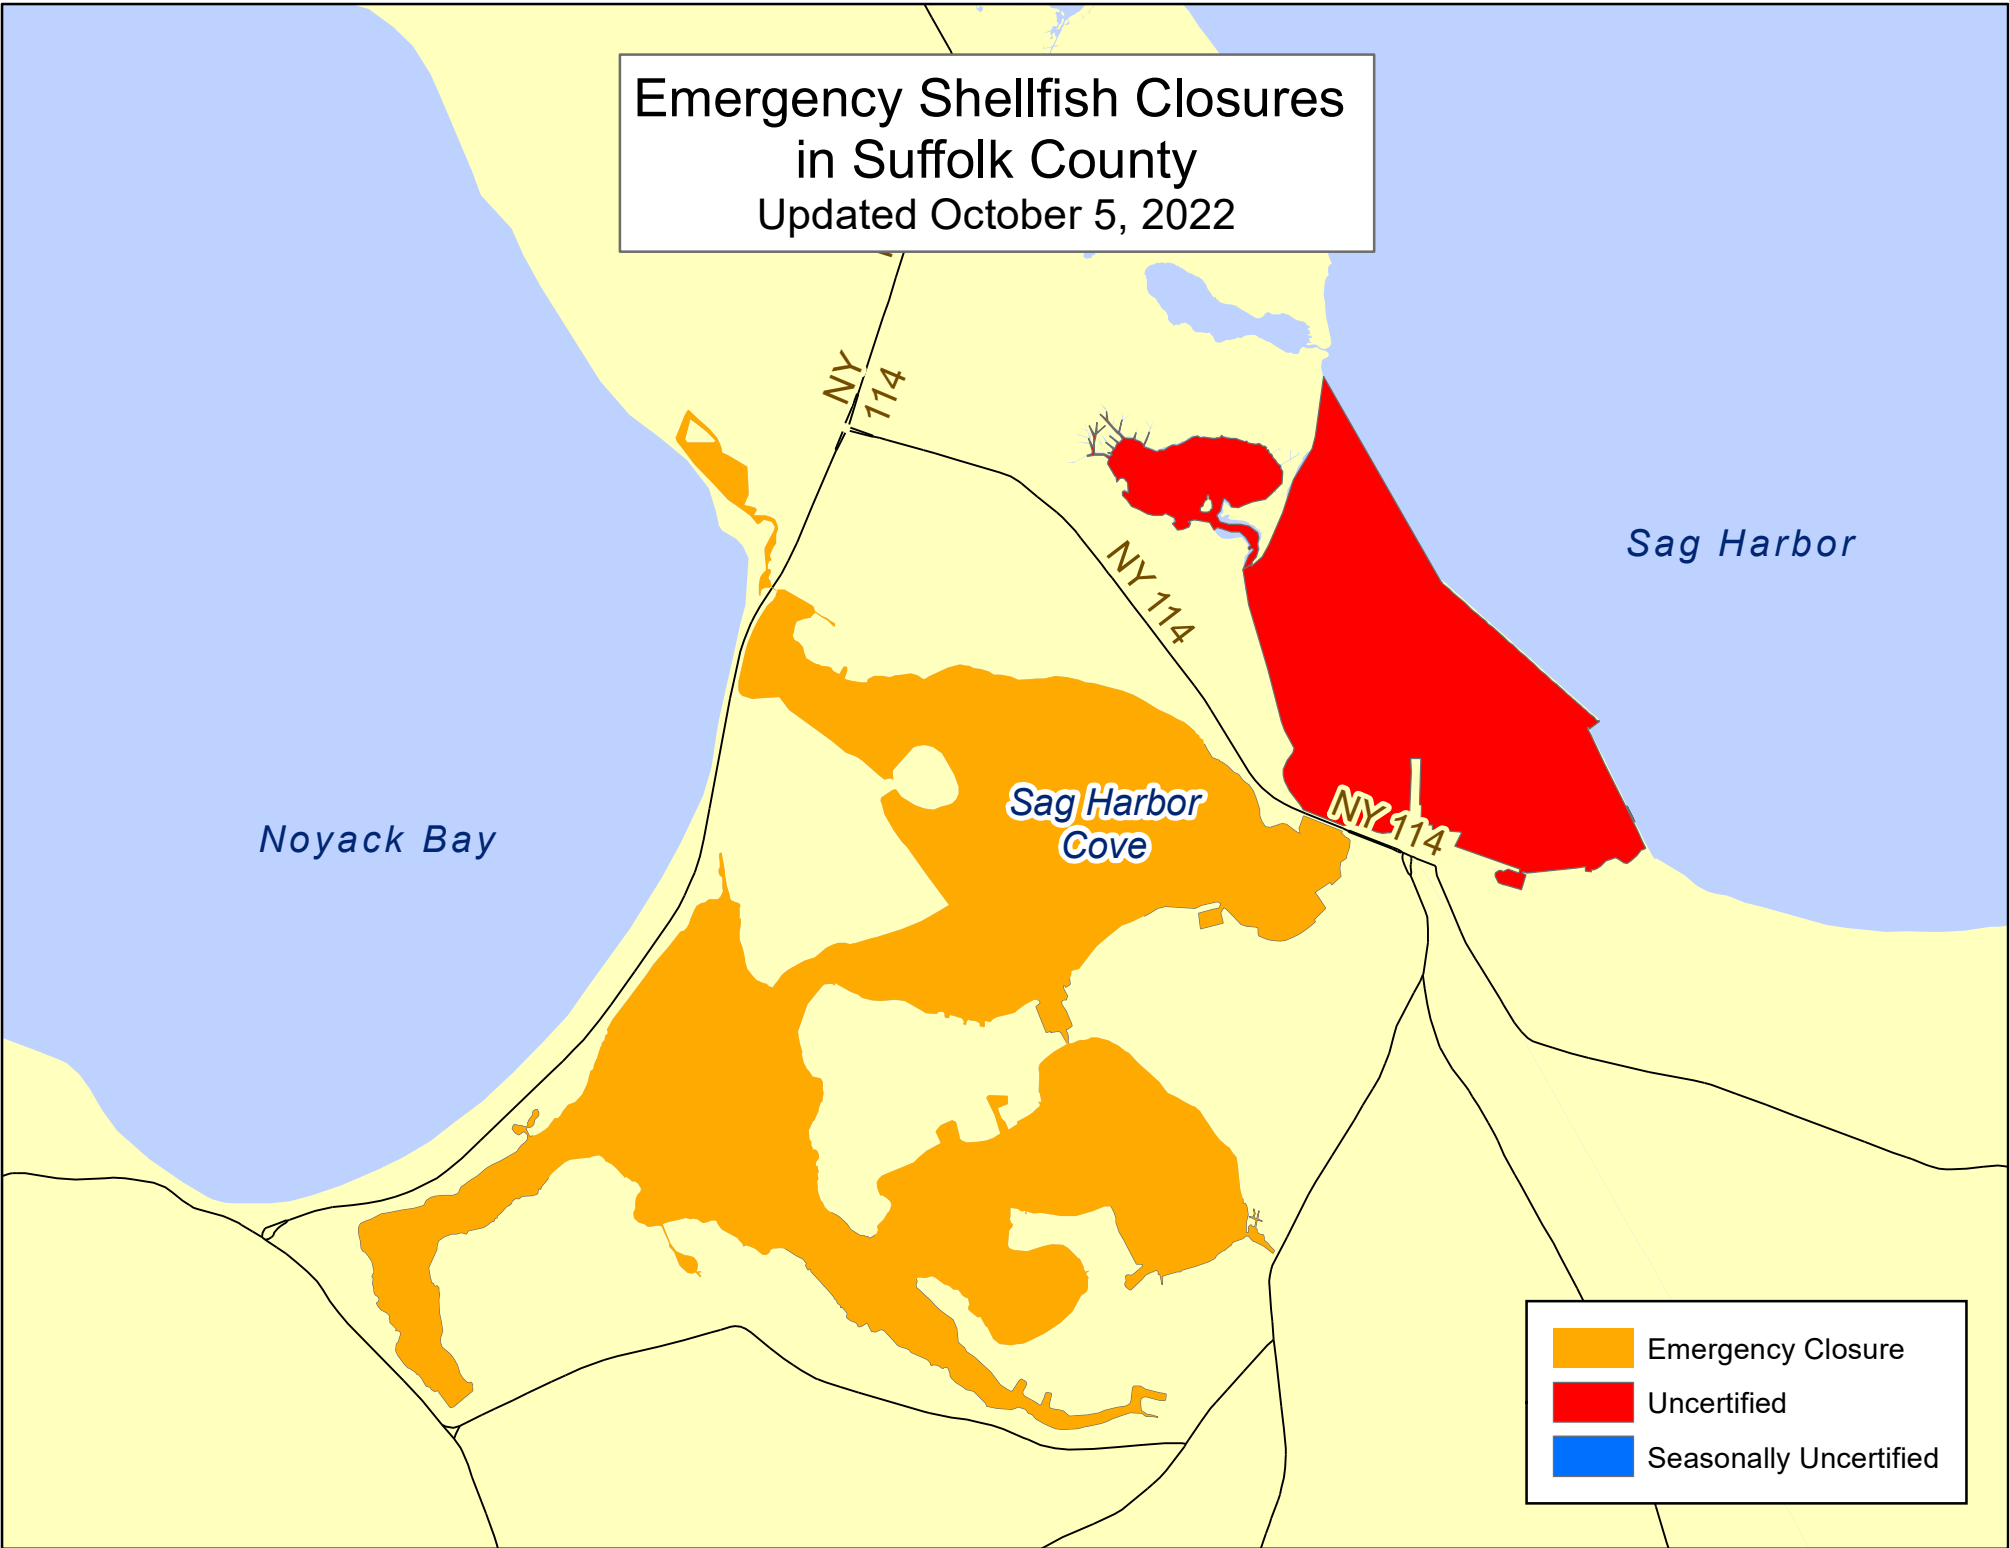 Emergency Shellfish Closures
in Suffolk County
Updated October 5, 2022
NY
114
NY 114
Sag Harbor
Sag Harbor
Cove
NY 114
Noyack Bay
Emergency Closure
Uncertified
Seasonally Uncertified